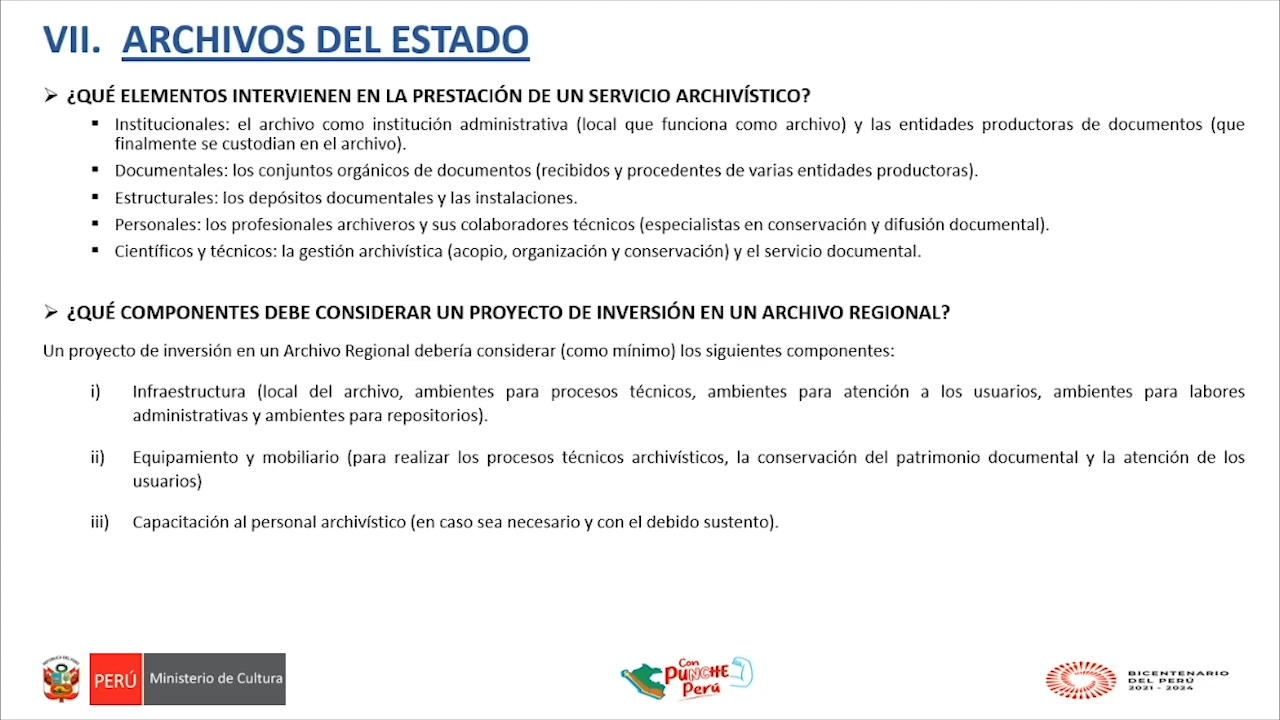 VII. ARCHIVOS DEL ESTADO
➢ ¿QUÉ ELEMENTOS INTERVIENEN EN LA PRESTACIÓN DE UN SERVICIO ARCHIVÍSTICO?
▪ Institucionales: el archivo como institución administrativa (local que funciona como archivo) y las entidades productoras de documentos (que
finalmente se custodian en el archivo).
▪ Documentales: los conjuntos orgánicos de documentos (recibidos y procedentes de varias entidades productoras).
▪ Estructurales: los depósitos documentales y las instalaciones.
▪ Personales: los profesionales archiveros y sus colaboradores técnicos (especialistas en conservación y difusión documental).
▪ Científicos y técnicos: la gestión archivística (acopio, organización y conservación) y el servicio documental.
➢ ¿QUÉ COMPONENTES DEBE CONSIDERAR UN PROYECTO DE INVERSIÓN EN UN ARCHIVO REGIONAL?
Un proyecto de inversión en un Archivo Regional debería considerar (como mínimo) los siguientes componentes:
i) Infraestructura (local del archivo, ambientes para procesos técnicos, ambientes para atención a los usuarios, ambientes para labores
administrativas y ambientes para repositorios).
ii) Equipamiento y mobiliario (para realizar los procesos técnicos archivísticos, la conservación del patrimonio documental y la atención de los
usuarios)
iii) Capacitación al personal archivístico (en caso sea necesario y con el debido sustento).
PERÚ Ministerio de Cultura
Con
PUNCHE
Perú
BICENTENARIO
DEL PERÚ
2021 - 2024